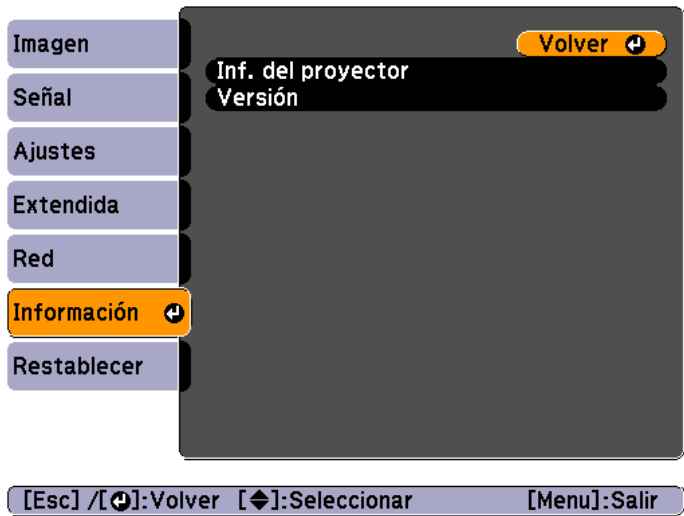 Imagen
Señal
Ajustes
Extendida
Red
Información
Restablecer
Volver
Inf. del proyector
Versión
[Esc] /[]:Volver []:Seleccionar [Menu]:Salir